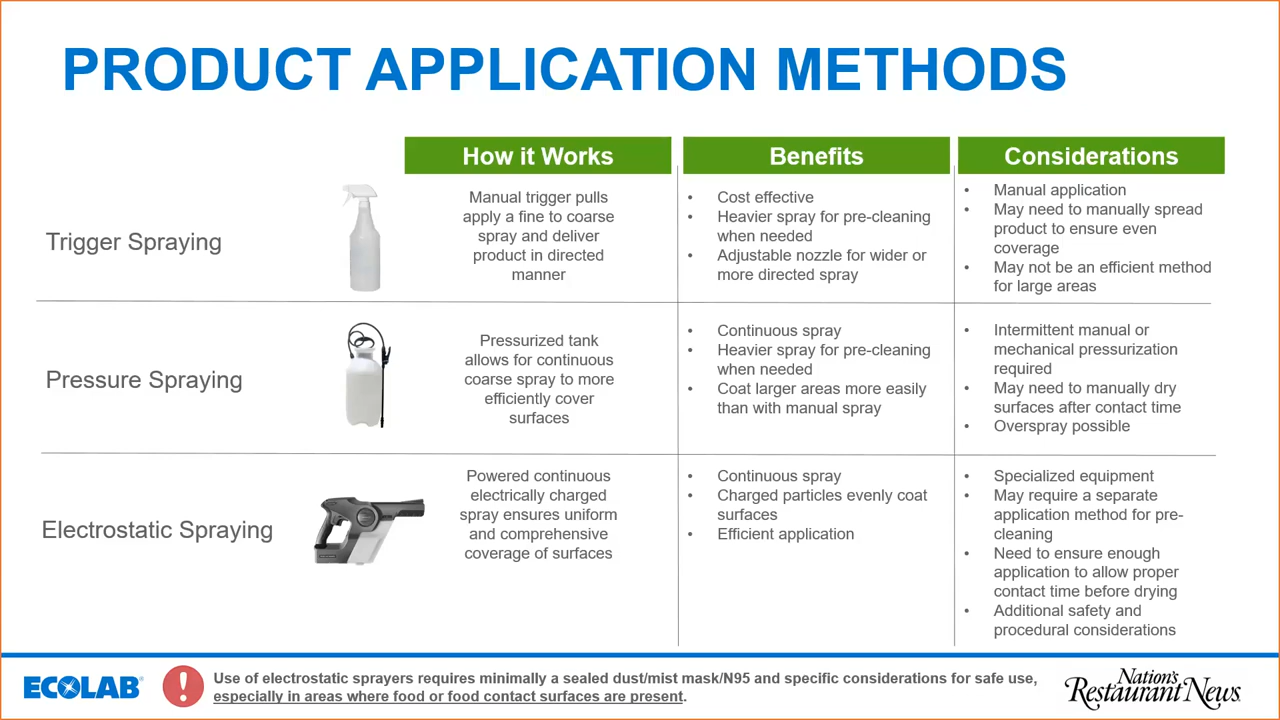 PRODUCT APPLICATION METHODS
How it Works
Benefits
Considerations
Trigger Spraying
Manual trigger pulls
apply a fine to coarse
spray and deliver
product in directed
manner
• Cost effective
• Heavier spray for pre-cleaning
when needed
• Adjustable nozzle for wider or
more directed spray
• Manual application
• May need to manually spread
product to ensure even
coverage
• May not be an efficient method
for large areas
Pressure Spraying
Pressurized tank
allows for continuous
coarse spray to more
efficiently cover
surfaces
• Continuous spray
• Heavier spray for pre-cleaning
when needed
• Coat larger areas more easily
than with manual spray
• Intermittent manual or
mechanical pressurization
required
• May need to manually dry
surfaces after contact time
• Overspray possible
Electrostatic Spraying
Powered continuous
electrically charged
spray ensures uniform
and comprehensive
coverage of surfaces
• Continuous spray
• Charged particles evenly coat
surfaces
• Efficient application
• Specialized equipment
• May require a separate
application method for pre-
cleaning
• Need to ensure enough
application to allow proper
contact time before drying
• Additional safety and
procedural considerations
ECOLAB®
!
Use of electrostatic sprayers requires minimally a sealed dust/mist mask/N95 and specific considerations for safe use,
especially in areas where food or food contact surfaces are present.
Nation's
Restaurant News